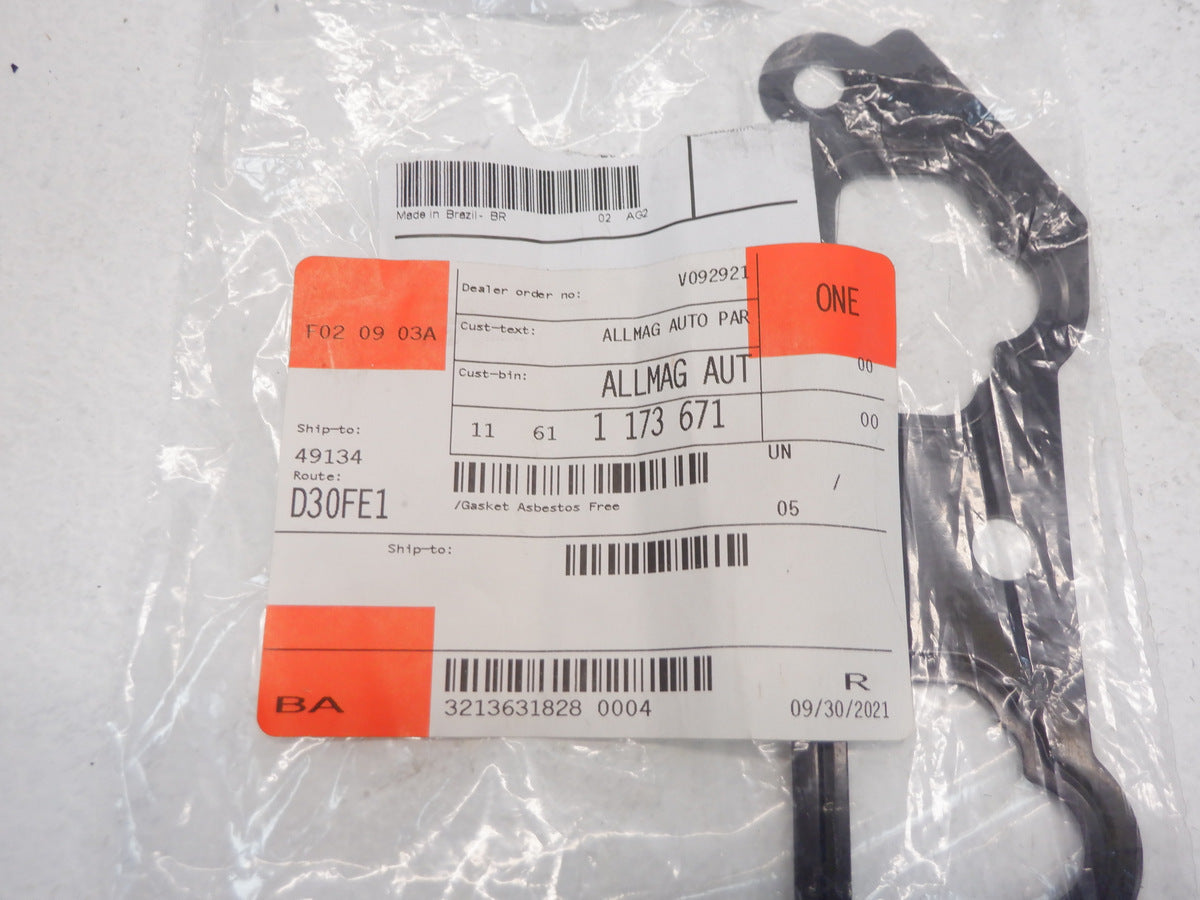 Made in Brazil- BR 02 AG2
F02 09 03A
Dealer order no: V092921
ONE
Cust-text: ALLMAG AUTO PAR
Cust-bin: ALLMAG AUT
00
11 61 1 173 671
00
Ship-to:
49134
Route:
D30FE1
UN
/
/Gasket Asbestos Free
05
Ship-to:
BA
3213631828 0004
R
09/30/2021